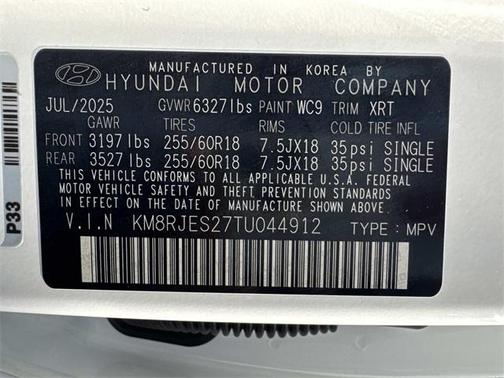 MANUFACTURED IN KOREA BY
HYUNDAI MOTOR COMPANY
JUL/2025 GVWR 6327lbs PAINT WC9 TRIM XRT
GAWR TIRES RIMS COLD TIRE INFL
FRONT 3197lbs 255/60R18 7.5JX18 35psi SINGLE
REAR 3527lbs 255/60R18 7.5JX18 35psi SINGLE
THIS VEHICLE CONFORMS TO ALL APPLICABLE U.S.A. FEDERAL
MOTOR VEHICLE SAFETY AND THEFT PREVENTION STANDARDS
IN EFFECT ON THE DATE OF MANUFACTURE SHOWN ABOVE.
V.I.N KM8RJES27TU044912 TYPE : MPV
P33